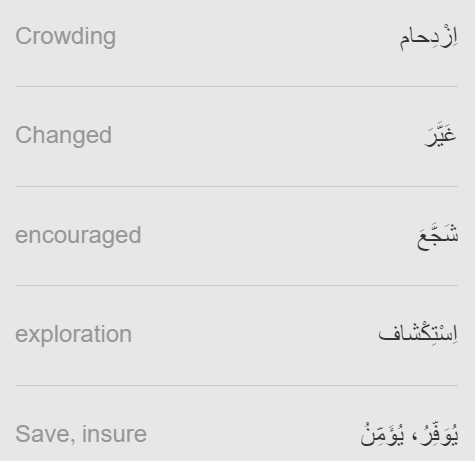 Crowding اِزْدِحام
Changed غَيَّرَ
encouraged شَجَّعَ
exploration اِسْتِكْشاف
Save, insure يُوَفِّرُ، يُؤَمِّنُ